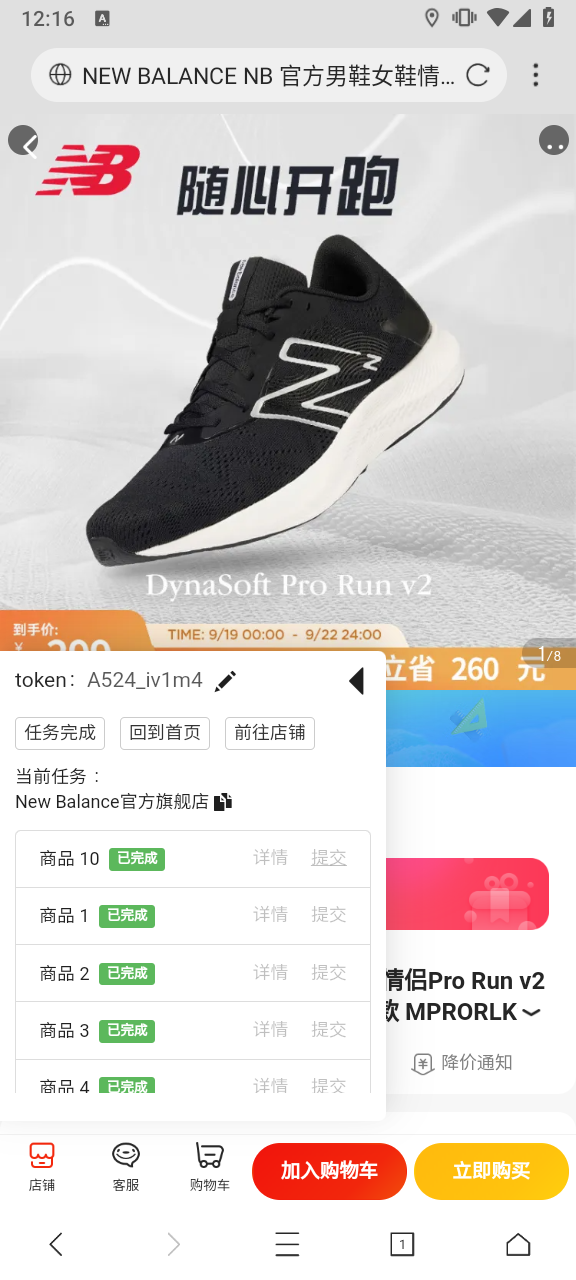 12:16
A
NEW BALANCE NB 官方男鞋女鞋情...
NB
随心开跑
DynaSoft Pro Run v2
到手价:
TIME: 9/19 00:00 - 9/22 24:00
¥
立省 260 元
1/8
token: A524_iv1m4
任务完成 回到首页 前往店铺
当前任务：
New Balance官方旗舰店
商品 10 已完成 详情 提交
商品 1 已完成 详情 提交
商品 2 已完成 详情 提交
商品 3 已完成 详情 提交
商品 4 已完成 详情 提交
情侣Pro Run v2
款 MPRORLK
降价通知
店铺 客服 购物车 加入购物车 立即购买
1